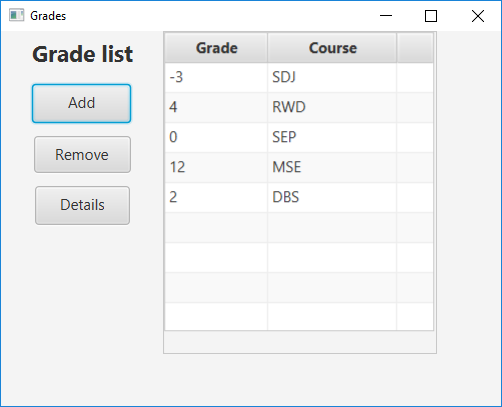 Grades
Grade list
Add
Remove
Details
Grade Course
-3 SDJ
4 RWD
0 SEP
12 MSE
2 DBS